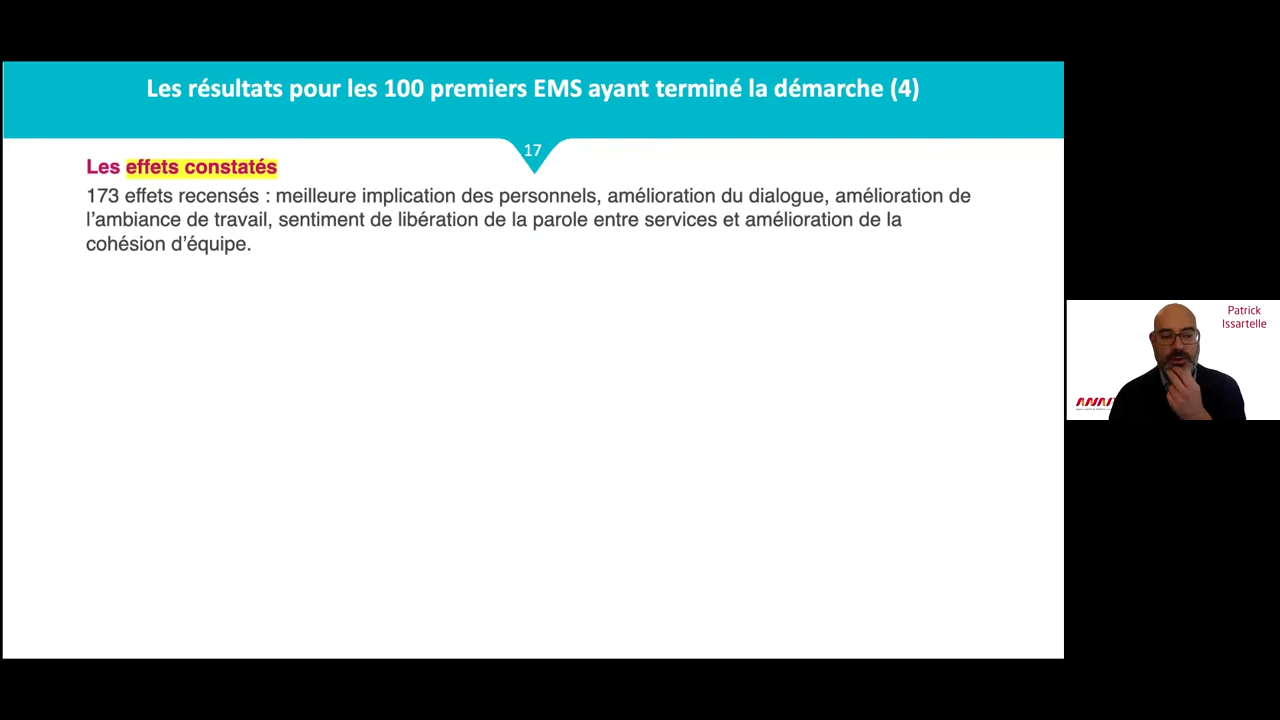 Les résultats pour les 100 premiers EMS ayant terminé la démarche (4)
17
Les effets constatés
173 effets recensés : meilleure implication des personnels, amélioration du dialogue, amélioration de
l’ambiance de travail, sentiment de libération de la parole entre services et amélioration de la
cohésion d’équipe.
Patrick
Issartelle